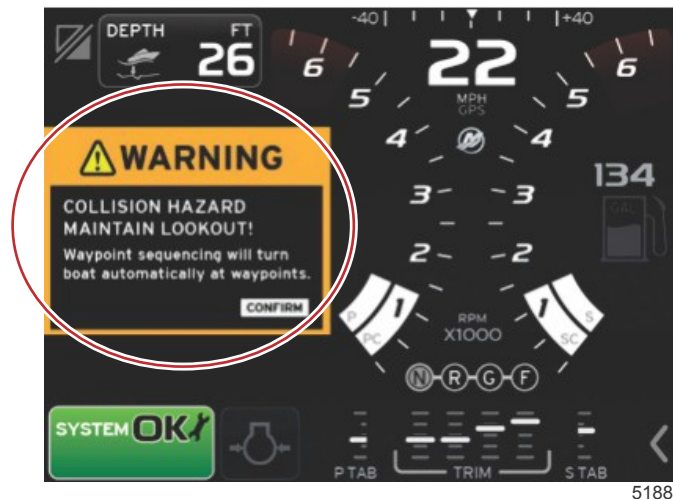 -40 +40
DEPTH FT
26
22
MPH
GPS
6 6
5 5
4 4
3 3
2 2
1 1
P S
PC SC
RPM
X1000
134
GAL
WARNING
COLLISION HAZARD
MAINTAIN LOOKOUT!
Waypoint sequencing will turn
boat automatically at waypoints.
CONFIRM
N R G F
SYSTEM OK
P TAB TRIM S TAB
5188